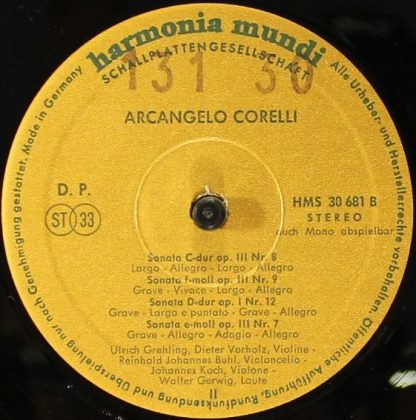 harmonia mundi
SCHALLPLATTENGESELLSCHAFT
131 30
ARCANGELO CORELLI
D. P.
ST 33
HMS 30 681 B
STEREO
auch Mono abspielbar
Sonata C-dur op. III Nr. 8
Largo - Allegro - Largo - Allegro
Sonata f-moll op. III Nr. 9
Grave - Vivace - Largo - Allegro
Sonata D-dur op. I Nr. 12
Grave - Largo e puntato - Grave - Allegro
Sonata e-moll op. III Nr. 7
Grave - Allegro - Adagio - Allegro
Ulrich Grehling, Dieter Vorholz, Violine -
Reinhold Johannes Buhl, Violoncello -
Johannes Koch, Violone -
Walter Gerwig, Laute
II
Alle Urheber- und Herstellerrechte vorbehalten. Öffentliche Aufführung, Rundfunksendung und Überspielung nur nach Genehmigung gestattet. Made in Germany